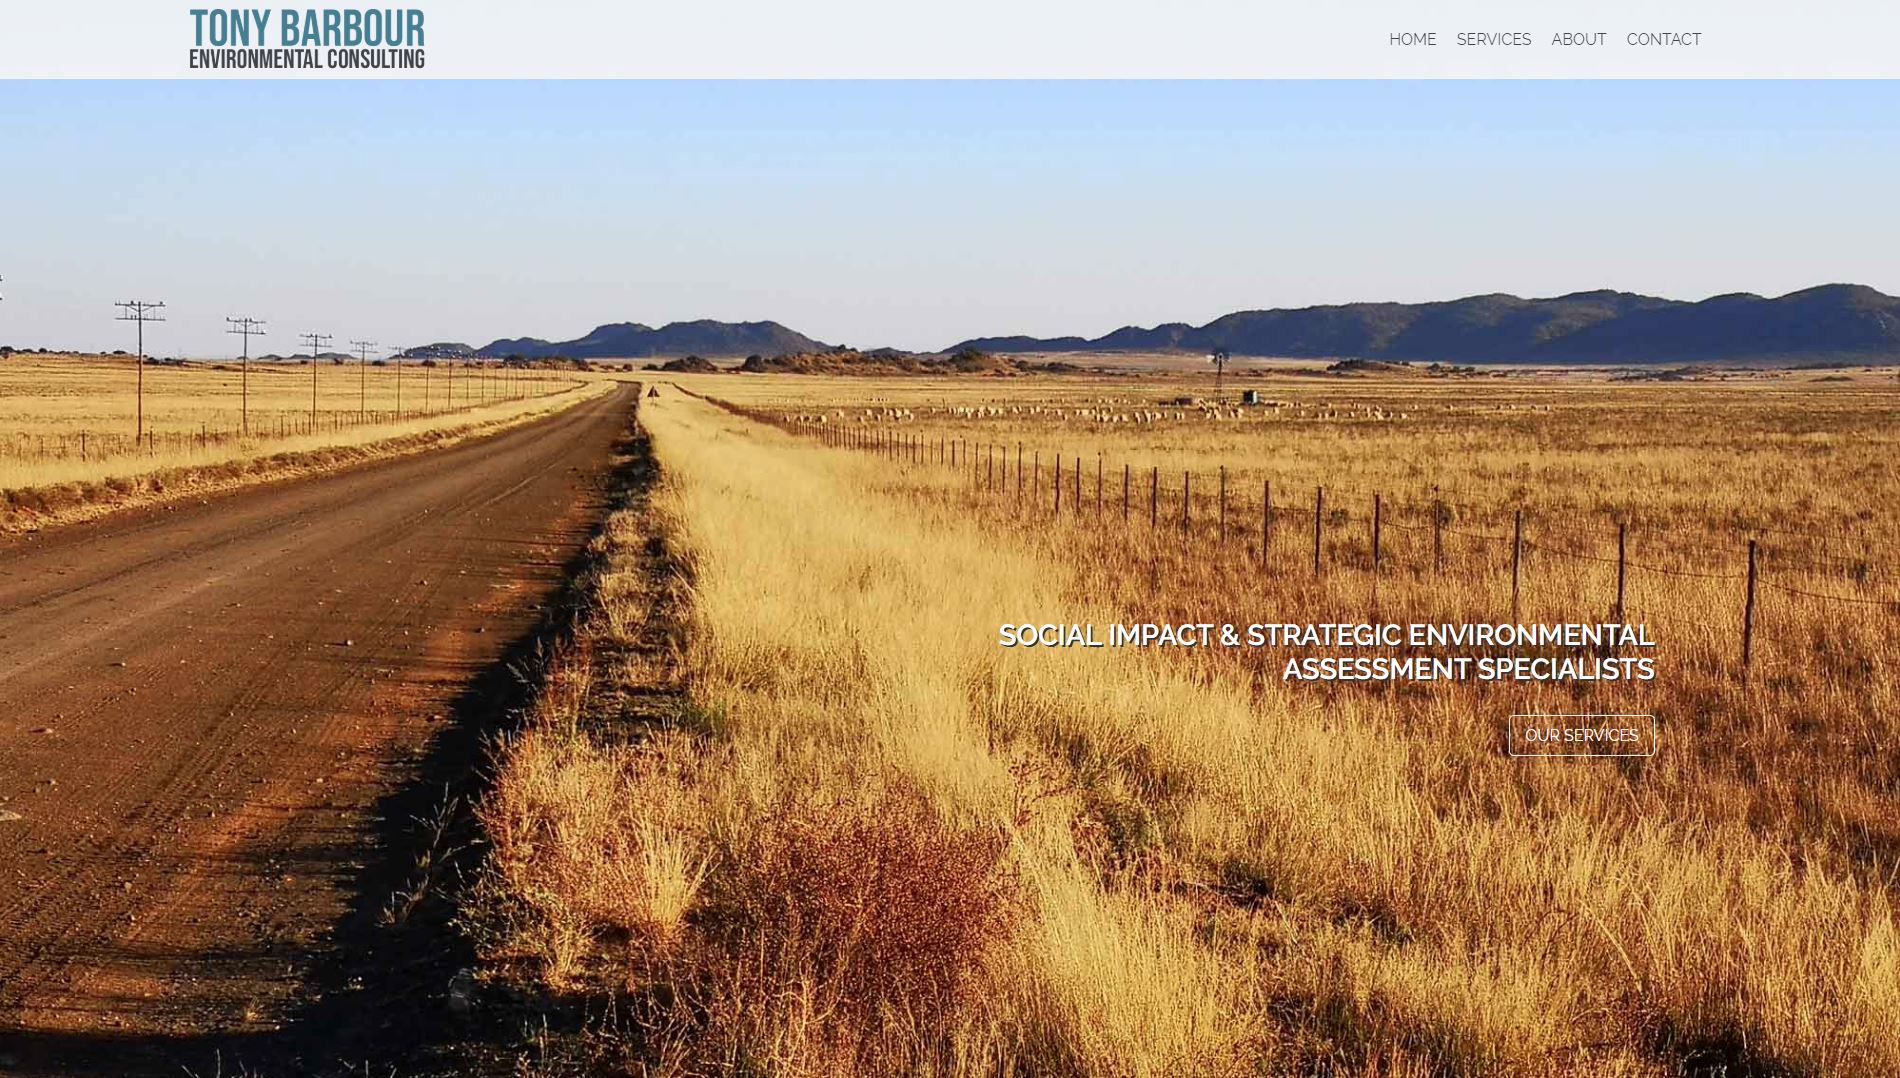 TONY BARBOUR
ENVIRONMENTAL CONSULTING
HOME SERVICES ABOUT CONTACT
SOCIAL IMPACT & STRATEGIC ENVIRONMENTAL
ASSESSMENT SPECIALISTS
OUR SERVICES